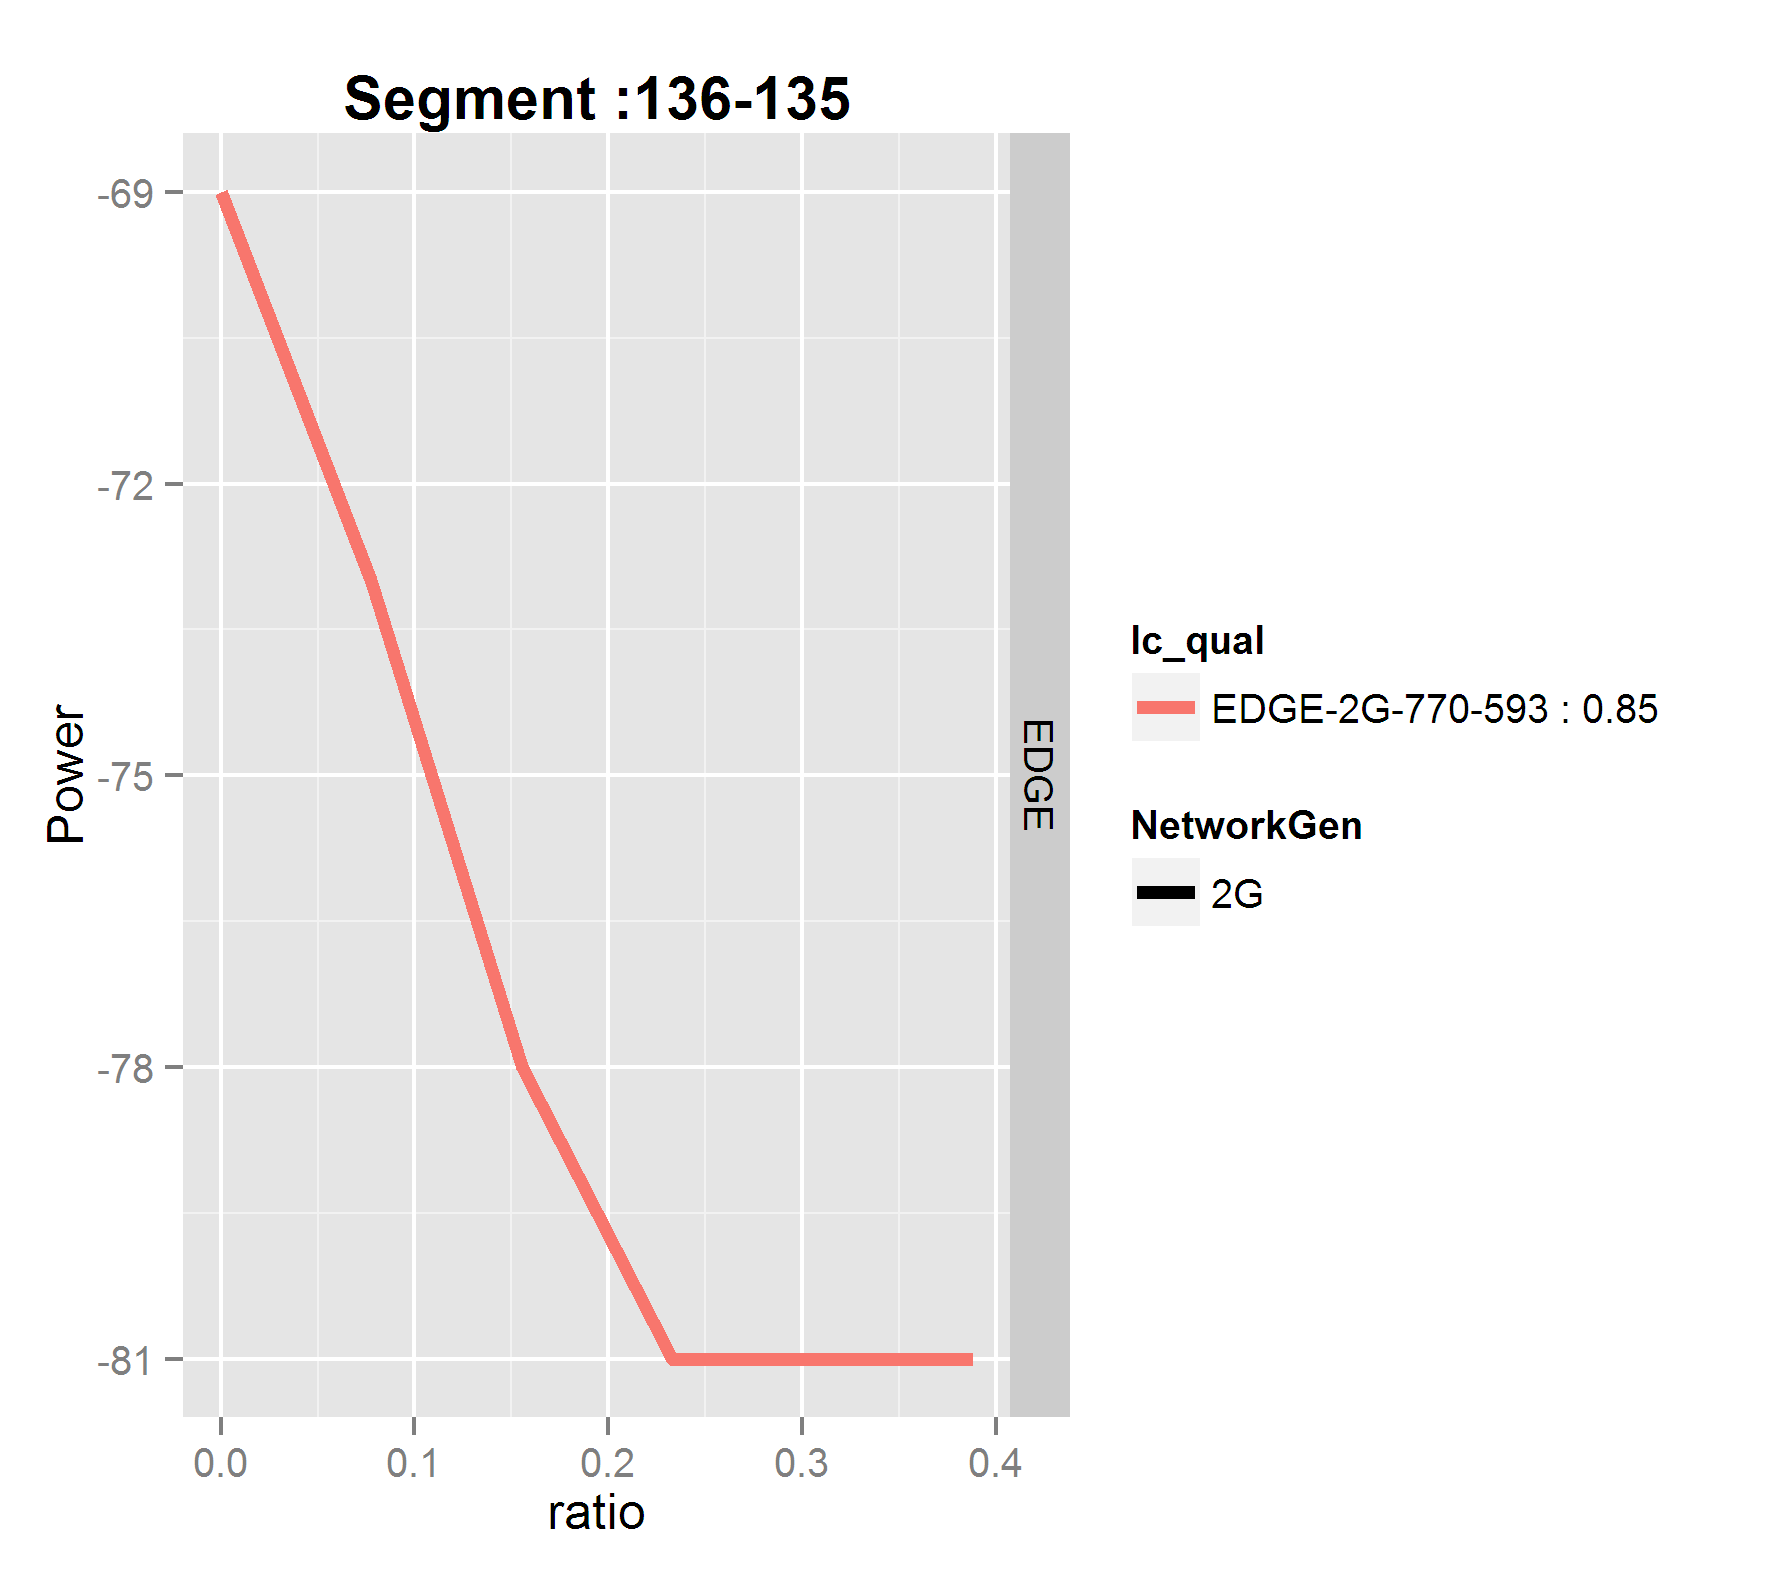 Segment :136-135
-69
-72
-75
-78
-81
Power
0.0 0.1 0.2 0.3 0.4
ratio
EDGE
lc_qual
EDGE-2G-770-593 : 0.85
NetworkGen
2G